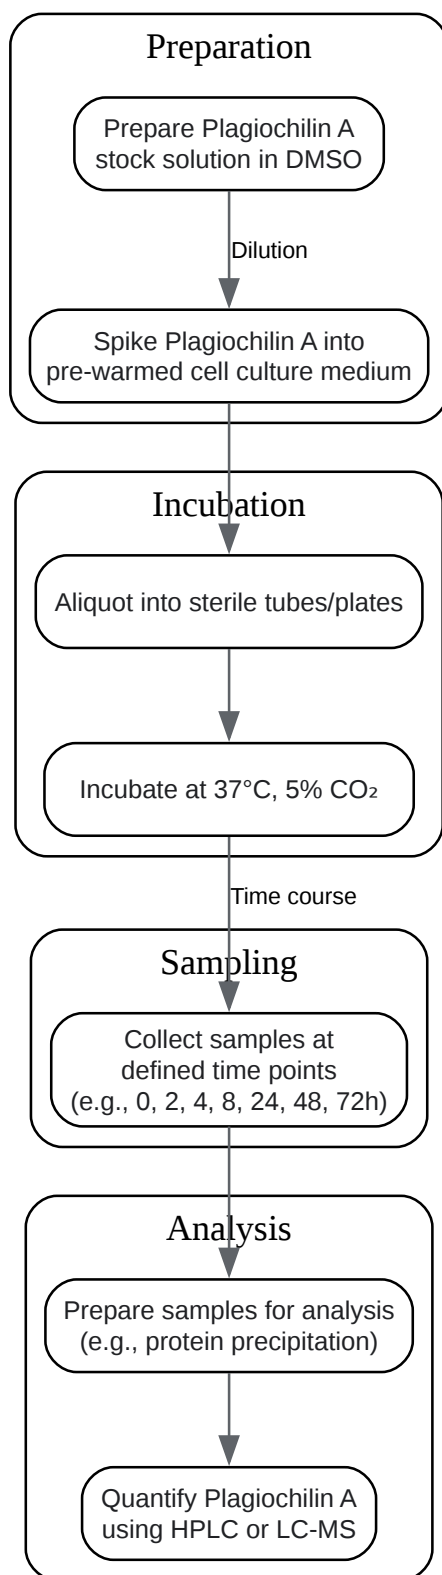 Preparation
Prepare Plagiochilin A
stock solution in DMSO
Dilution
Spike Plagiochilin A into
pre-warmed cell culture medium
Incubation
Aliquot into sterile tubes/plates
Incubate at 37°C, 5% CO₂
Time course
Sampling
Collect samples at
defined time points
(e.g., 0, 2, 4, 8, 24, 48, 72h)
Analysis
Prepare samples for analysis
(e.g., protein precipitation)
Quantify Plagiochilin A
using HPLC or LC-MS